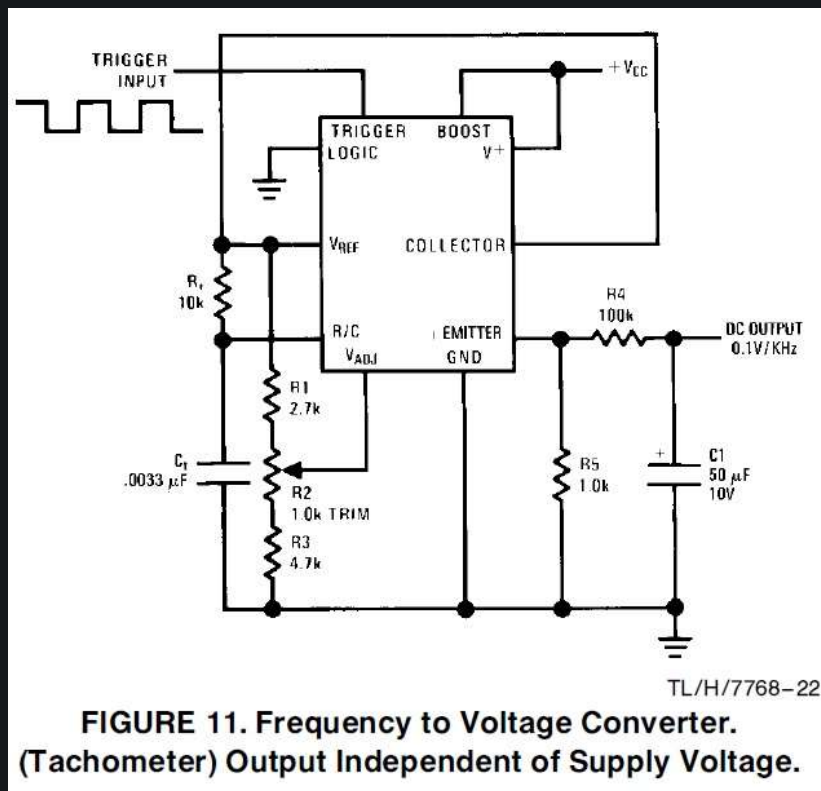 TRIGGER
INPUT
+VCC
TRIGGER
BOOST
LOGIC
V+
VREF
COLLECTOR
Rt
10k
R4
100k
R/C
EMITTER
DC OUTPUT
0.1V/KHz
VADJ
GND
R1
2.7k
Ct
.0033 µF
R2
1.0k TRIM
R5
1.0k
+
C1
50 µF
10V
R3
4.7k
TL/H/7768–22
FIGURE 11. Frequency to Voltage Converter.
(Tachometer) Output Independent of Supply Voltage.